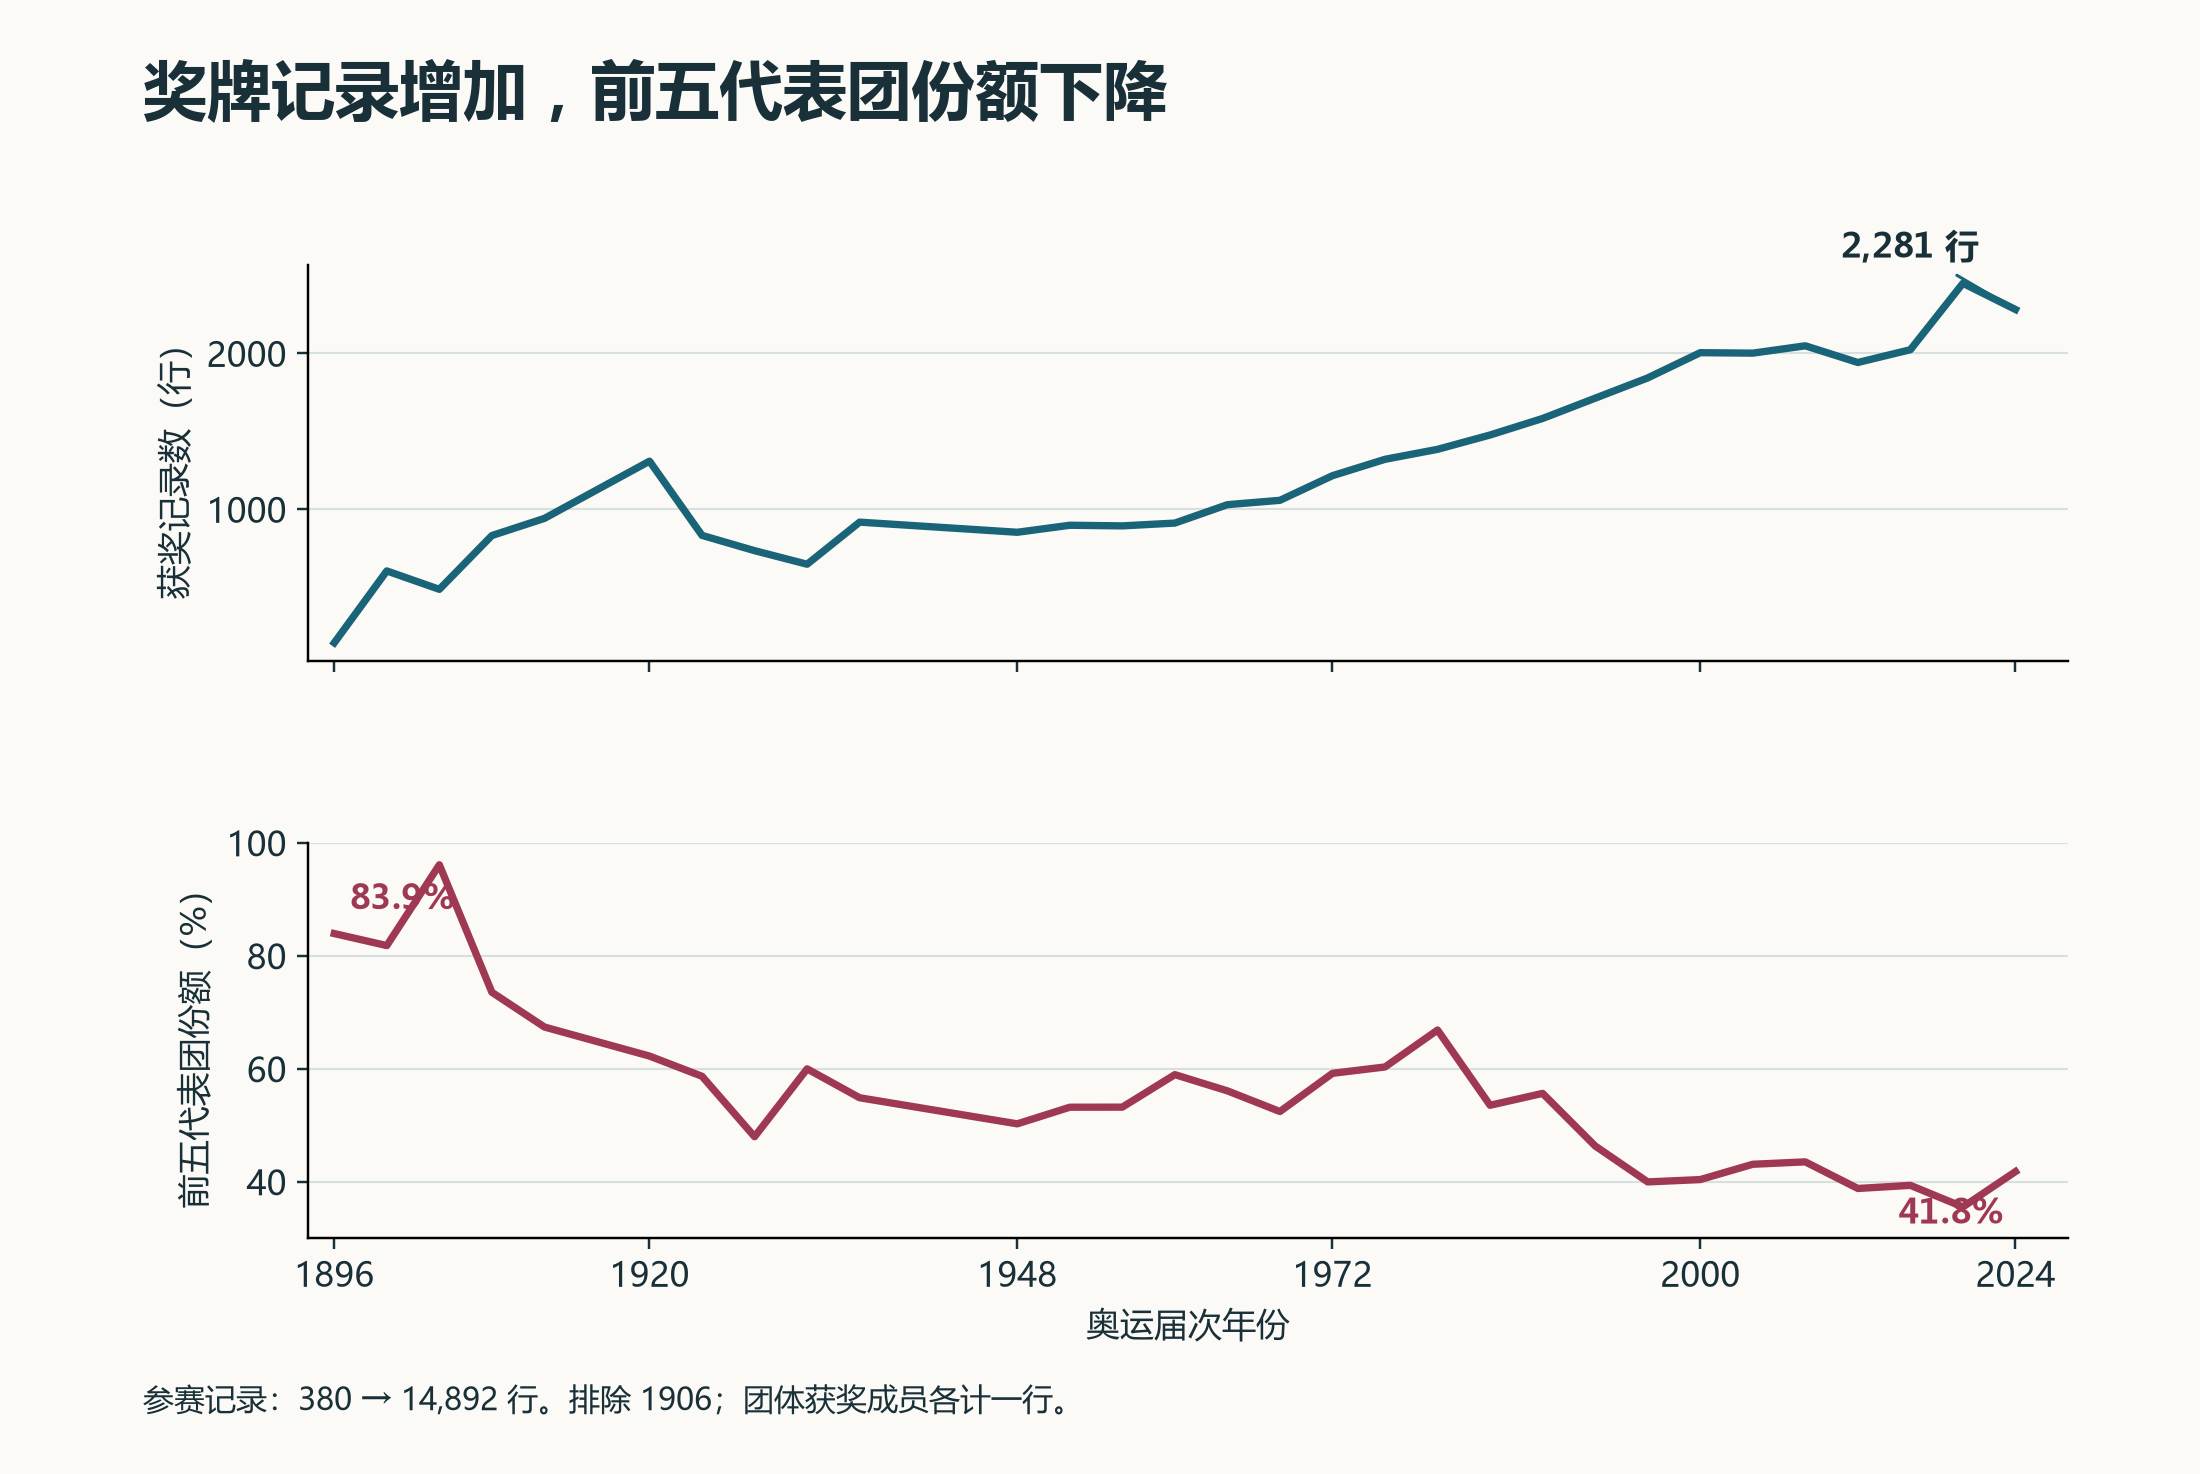 奖牌记录增加，前五代表团份额下降
2,281 行
获奖记录数（行）
2000
1000
前五代表团份额（%）
100
80
60
40
83.9%
41.8%
1896 1920 1948 1972 2000 2024
奥运届次年份
参赛记录：380 → 14,892 行。排除 1906；团体获奖成员各计一行。